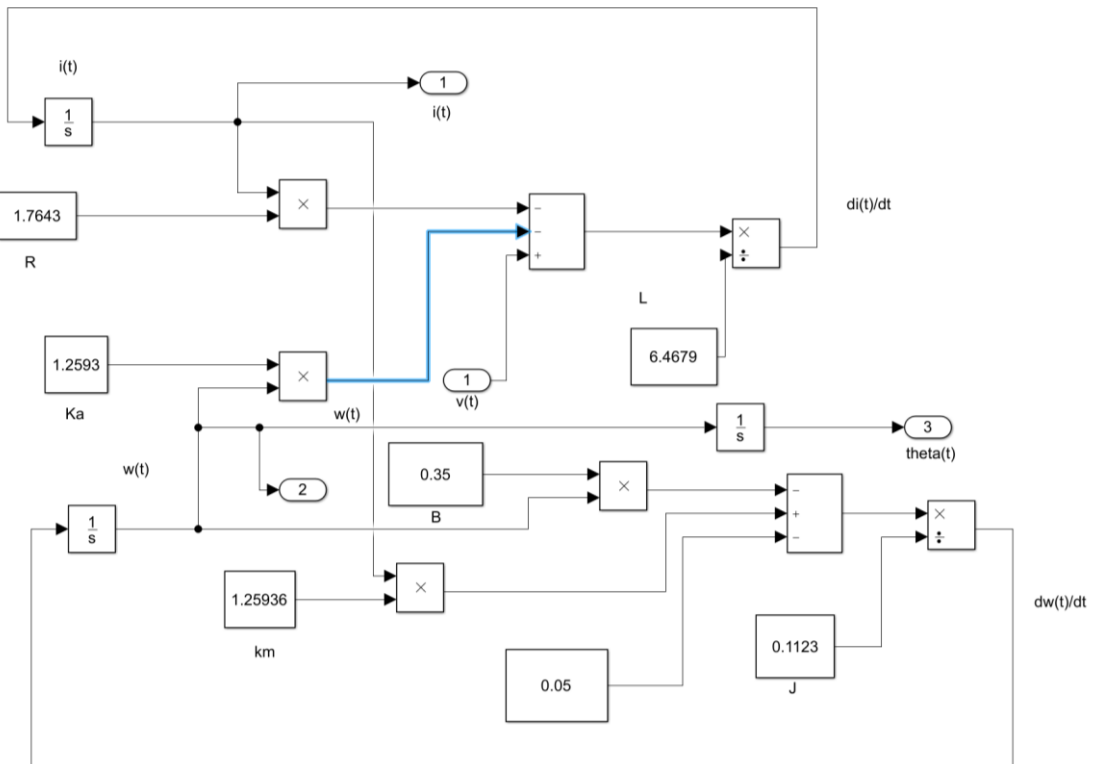 i(t)
1
s
1
i(t)
×
1.7643
R
−
−
+
×
÷
di(t)/dt
L
6.4679
1.2593
Ka
×
1
v(t)
w(t)
1
s
3
theta(t)
w(t)
2
0.35
B
×
−
+
−
×
÷
1
s
1.25936
km
×
dw(t)/dt
0.1123
J
0.05